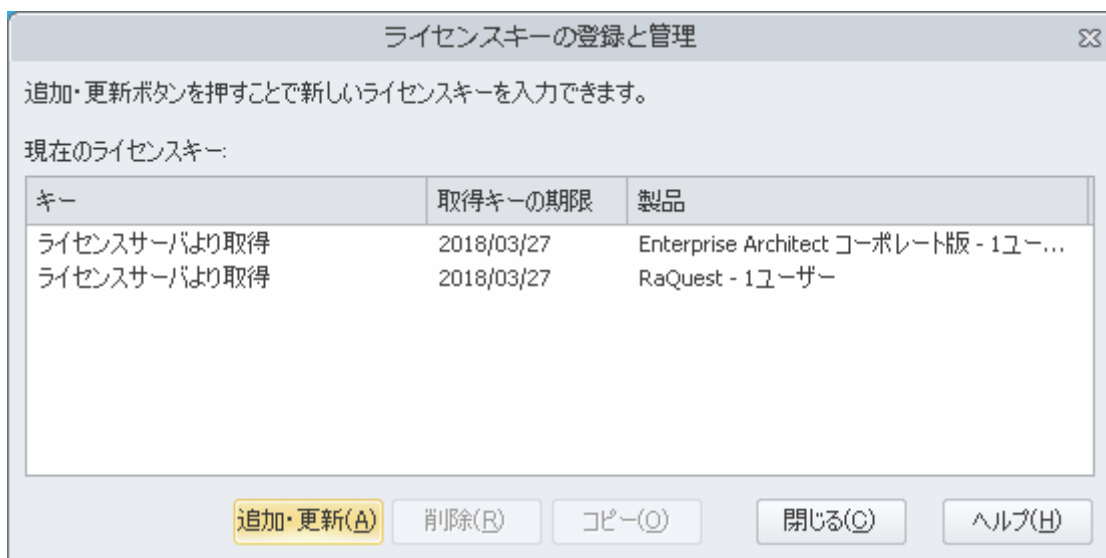 ライセンスキーの登録と管理
追加・更新ボタンを押すことで新しいライセンスキーを入力できます。
現在のライセンスキー:
キー 取得キーの期限 製品
ライセンスサーバより取得 2018/03/27 Enterprise Architect コーポレート版 - 1ユー...
ライセンスサーバより取得 2018/03/27 RaQuest - 1ユーザー
追加・更新(A) 削除(R) コピー(O) 閉じる(C) ヘルプ(H)